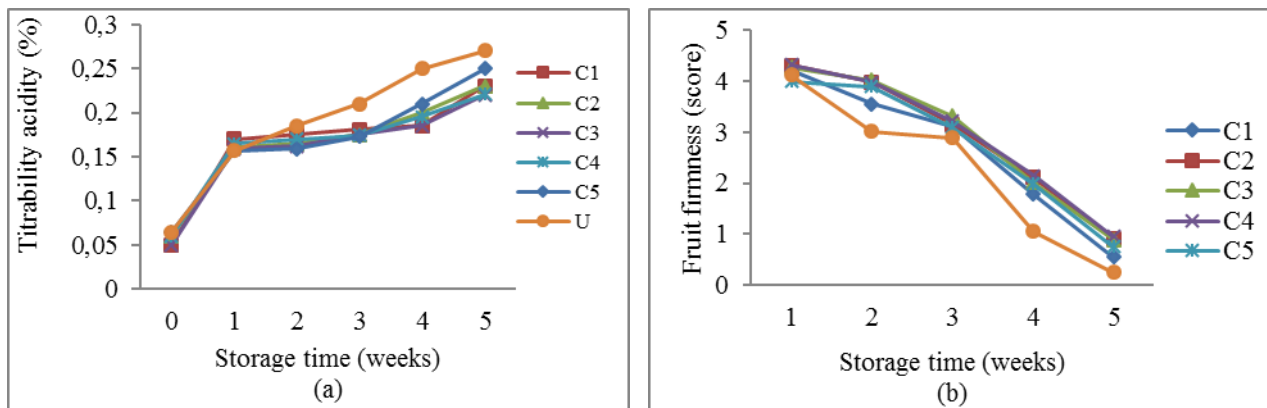 Titrability acidity (%)
0,3
0,25
0,2
0,15
0,1
0,05
0
0 1 2 3 4 5
Storage time (weeks)
(a)
C1
C2
C3
C4
C5
U
Fruit firmness (score)
5
4
3
2
1
0
1 2 3 4 5
Storage time (weeks)
(b)
C1
C2
C3
C4
C5